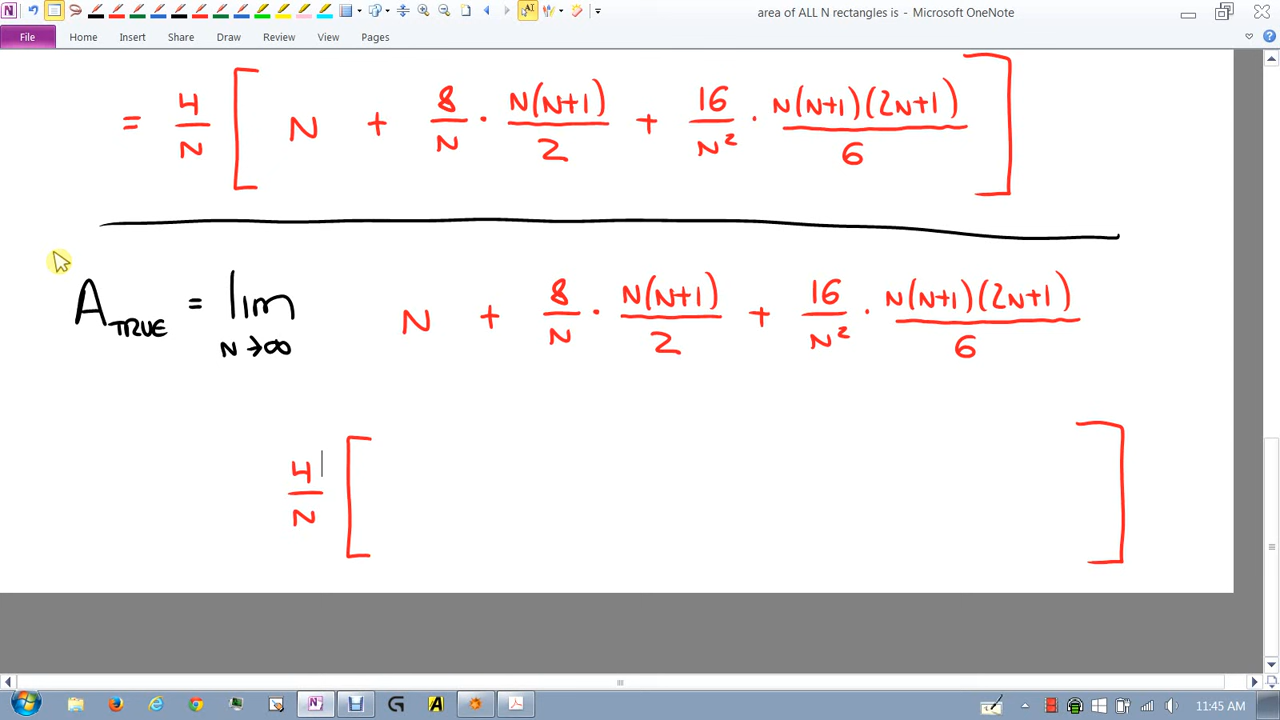 area of ALL N rectangles is - Microsoft OneNote
File Home Insert Share Draw Review View Pages
= 4/N [ N + 8/N · N(N+1)/2 + 16/N² · N(N+1)(2N+1)/6 ]
A_TRUE = lim N→∞ N + 8/N · N(N+1)/2 + 16/N² · N(N+1)(2N+1)/6
4/N [ ]
11:45 AM